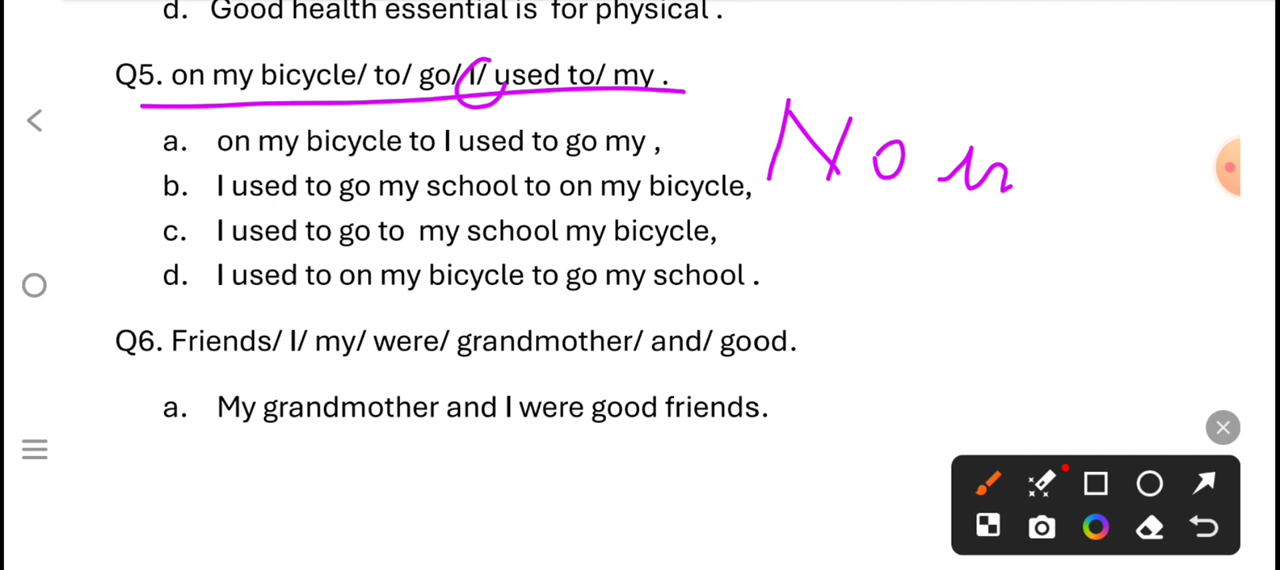 d. Good health essential is for physical .
Q5. on my bicycle/ to/ go/ I/ used to/ my .
a. on my bicycle to I used to go my ,
b. I used to go my school to on my bicycle,
c. I used to go to my school my bicycle,
d. I used to on my bicycle to go my school .
Noun
Q6. Friends/ I/ my/ were/ grandmother/ and/ good.
a. My grandmother and I were good friends.